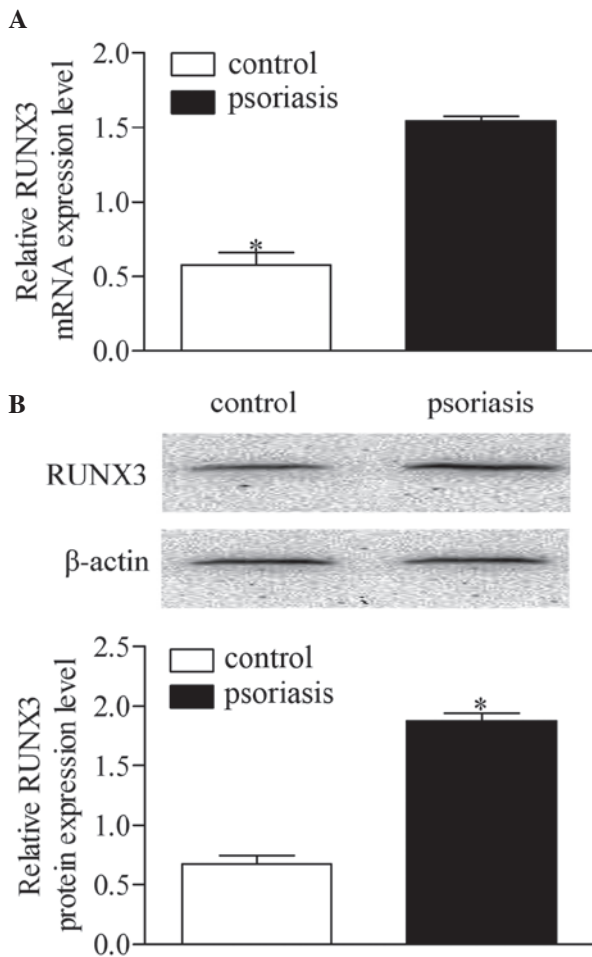 A
Relative RUNX3
mRNA expression level
2.0
1.5
1.0
0.5
0.0
control
psoriasis
*
B
control psoriasis
RUNX3
β-actin
Relative RUNX3
protein expression level
2.5
2.0
1.5
1.0
0.5
0.0
control
psoriasis
*